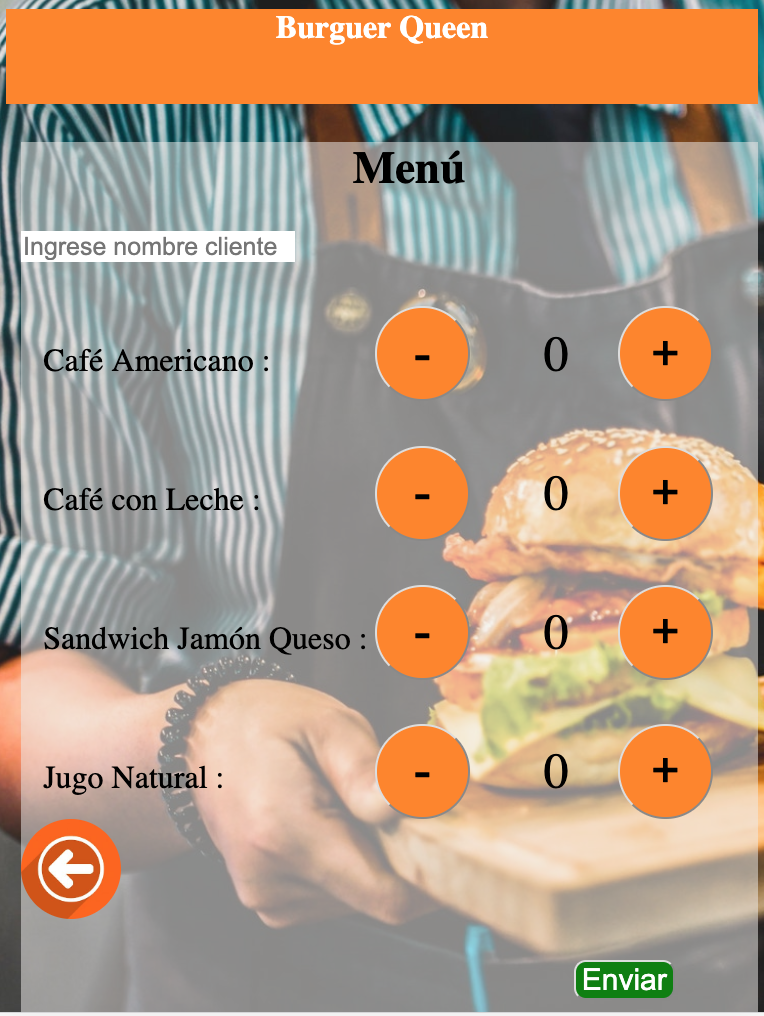 Burguer Queen
Menú
Ingrese nombre cliente
Café Americano : - 0 +
Café con Leche : - 0 +
Sandwich Jamón Queso : - 0 +
Jugo Natural : - 0 +
Enviar